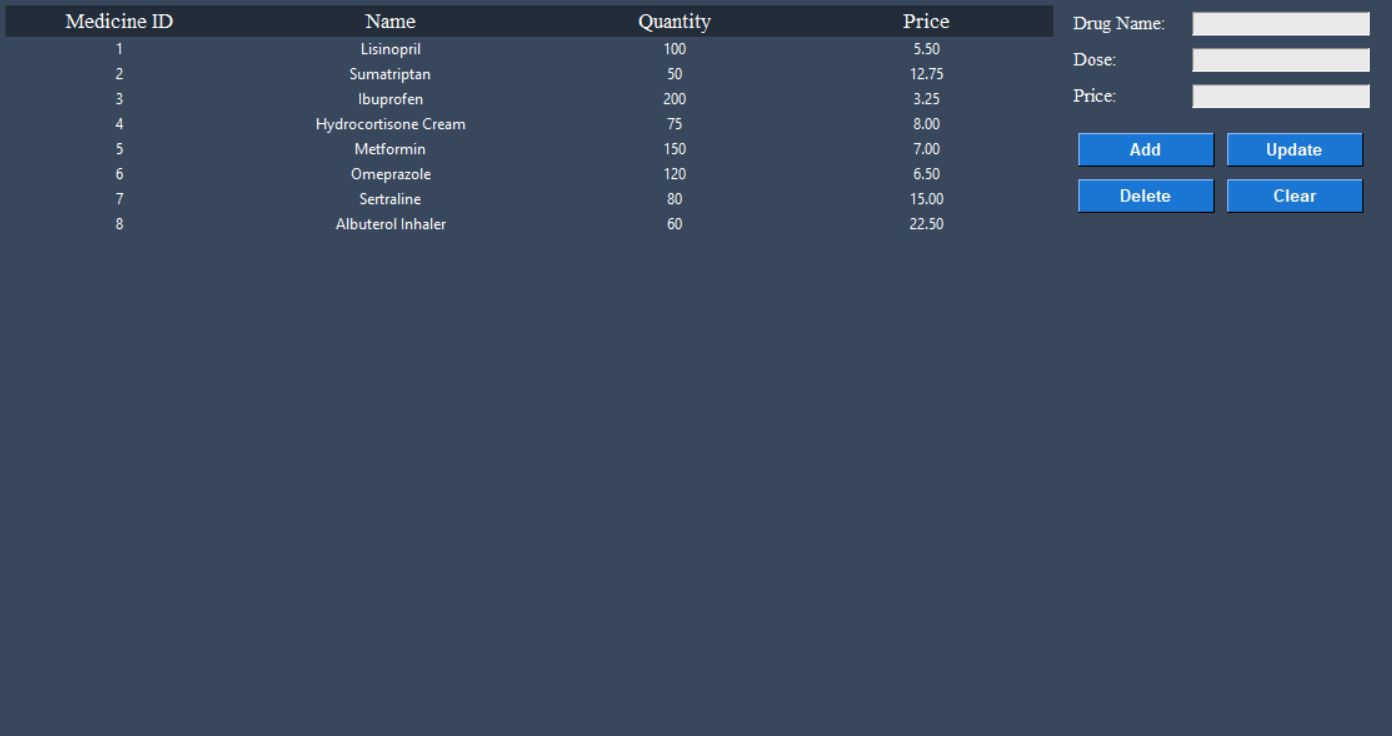 Medicine ID Name Quantity Price
1 Lisinopril 100 5.50
2 Sumatriptan 50 12.75
3 Ibuprofen 200 3.25
4 Hydrocortisone Cream 75 8.00
5 Metformin 150 7.00
6 Omeprazole 120 6.50
7 Sertraline 80 15.00
8 Albuterol Inhaler 60 22.50
Drug Name:
Dose:
Price:
Add Update
Delete Clear